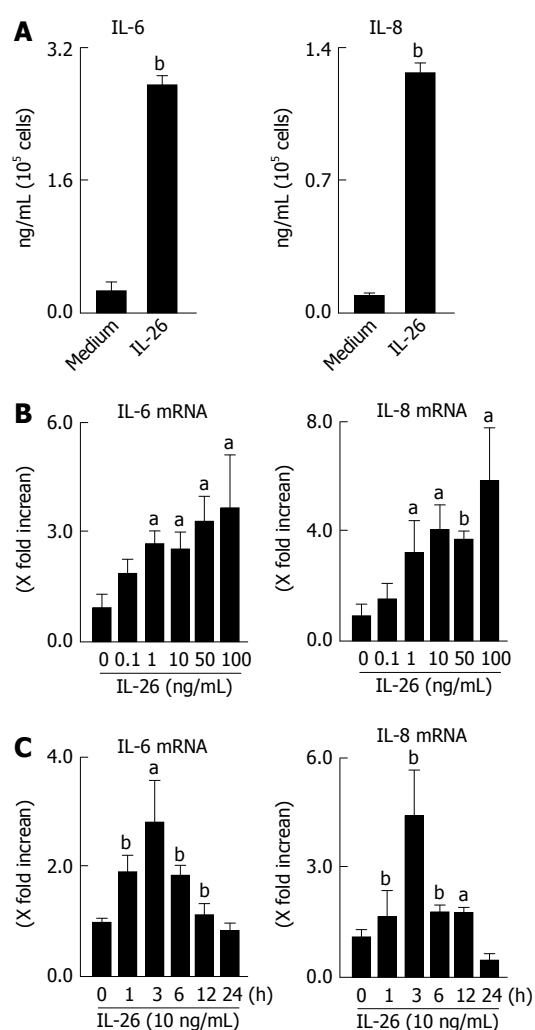 A
IL-6
3.2
1.6
0.0
ng/mL (10⁵ cells)
b
Medium
IL-26
IL-8
1.4
0.7
0.0
ng/mL (10⁵ cells)
b
Medium
IL-26
B
IL-6 mRNA
6.0
3.0
0.0
(X fold increan)
a
a
a
a
0 0.1 1 10 50 100
IL-26 (ng/mL)
IL-8 mRNA
8.0
4.0
0.0
(X fold increan)
a
a
b
a
0 0.1 1 10 50 100
IL-26 (ng/mL)
C
IL-6 mRNA
4.0
2.0
0.0
(X fold increan)
b
a
b
b
0 1 3 6 12 24 (h)
IL-26 (10 ng/mL)
IL-8 mRNA
6.0
3.0
0.0
(X fold increan)
b
b
b
a
0 1 3 6 12 24 (h)
IL-26 (10 ng/mL)